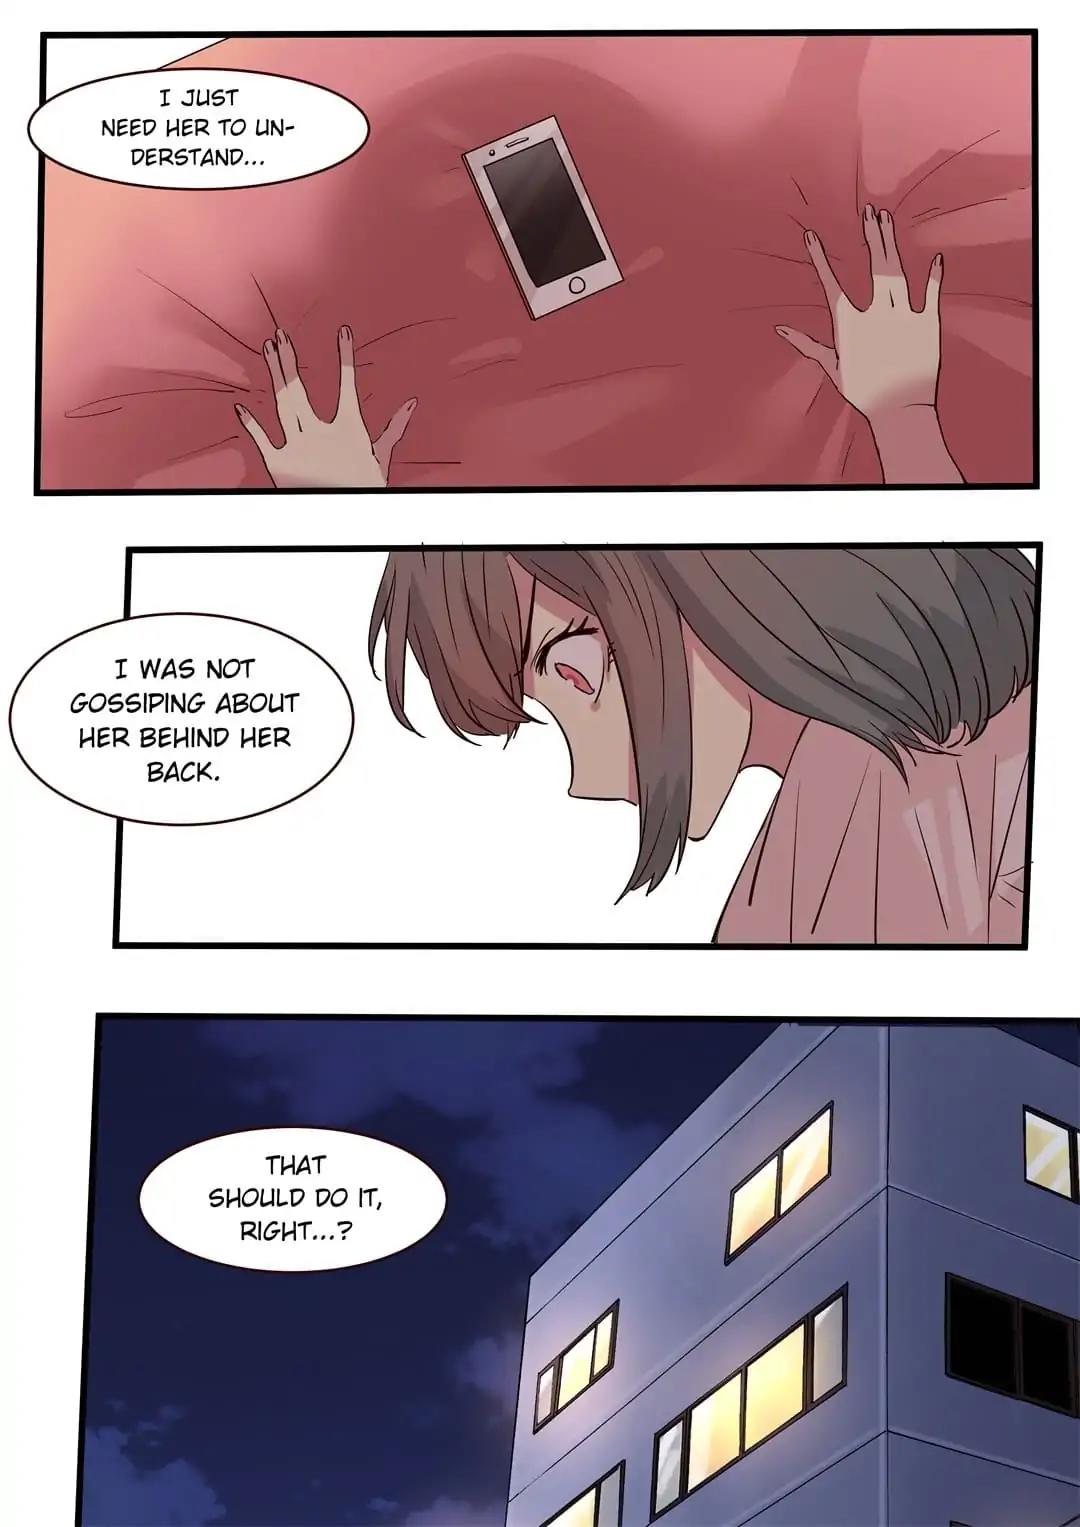 I JUST
NEED HER TO UN-
DERSTAND...
I WAS NOT
GOSSIPING ABOUT
HER BEHIND HER
BACK.
THAT
SHOULD DO IT,
RIGHT...?